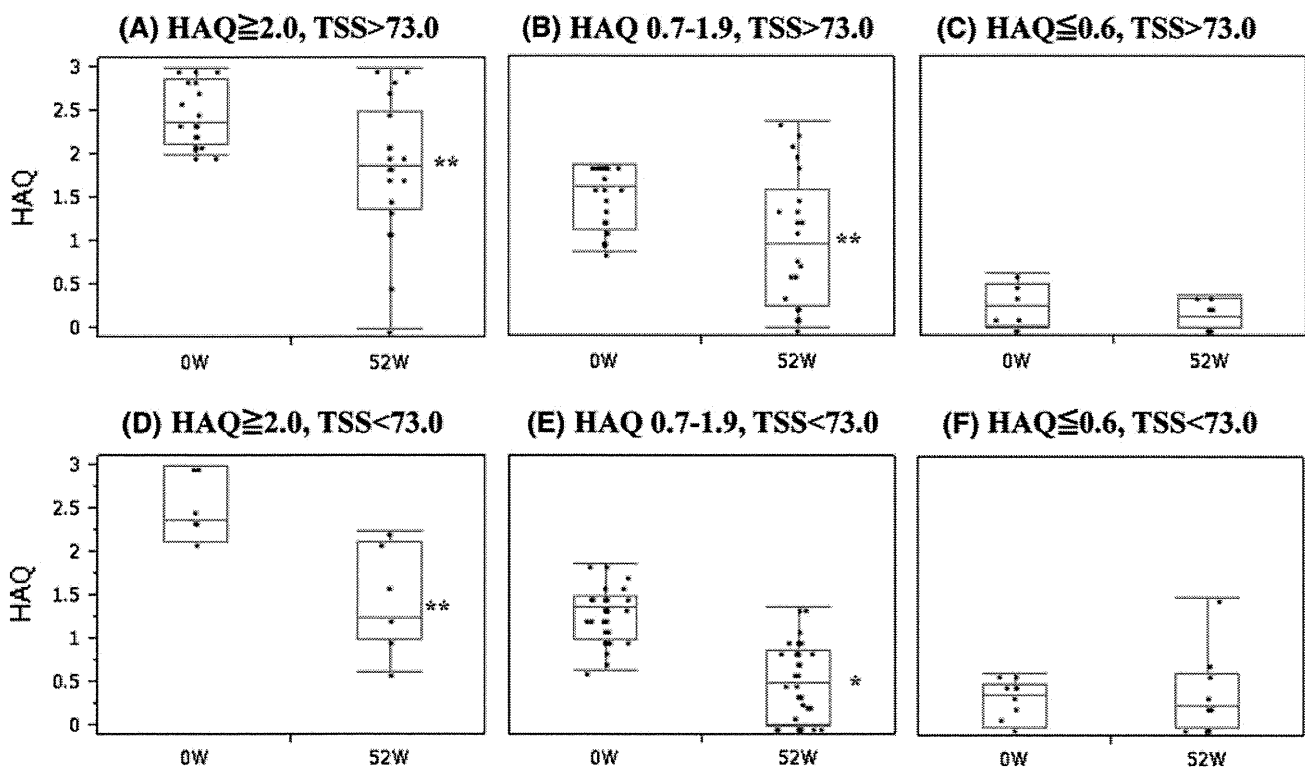 (A) HAQ≧2.0, TSS>73.0
(B) HAQ 0.7-1.9, TSS>73.0
(C) HAQ≦0.6, TSS>73.0
HAQ
3
2.5
2
1.5
1
0.5
0
**
**
0W
52W
0W
52W
0W
52W
(D) HAQ≧2.0, TSS<73.0
(E) HAQ 0.7-1.9, TSS<73.0
(F) HAQ≦0.6, TSS<73.0
HAQ
3
2.5
2
1.5
1
0.5
0
**
*
0W
52W
0W
52W
0W
52W